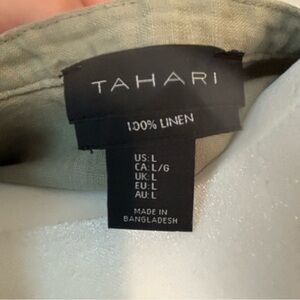 TAHARI
100% LINEN
US: L
CA: L/G
UK: L
EU: L
AU: L
MADE IN
BANGLADESH